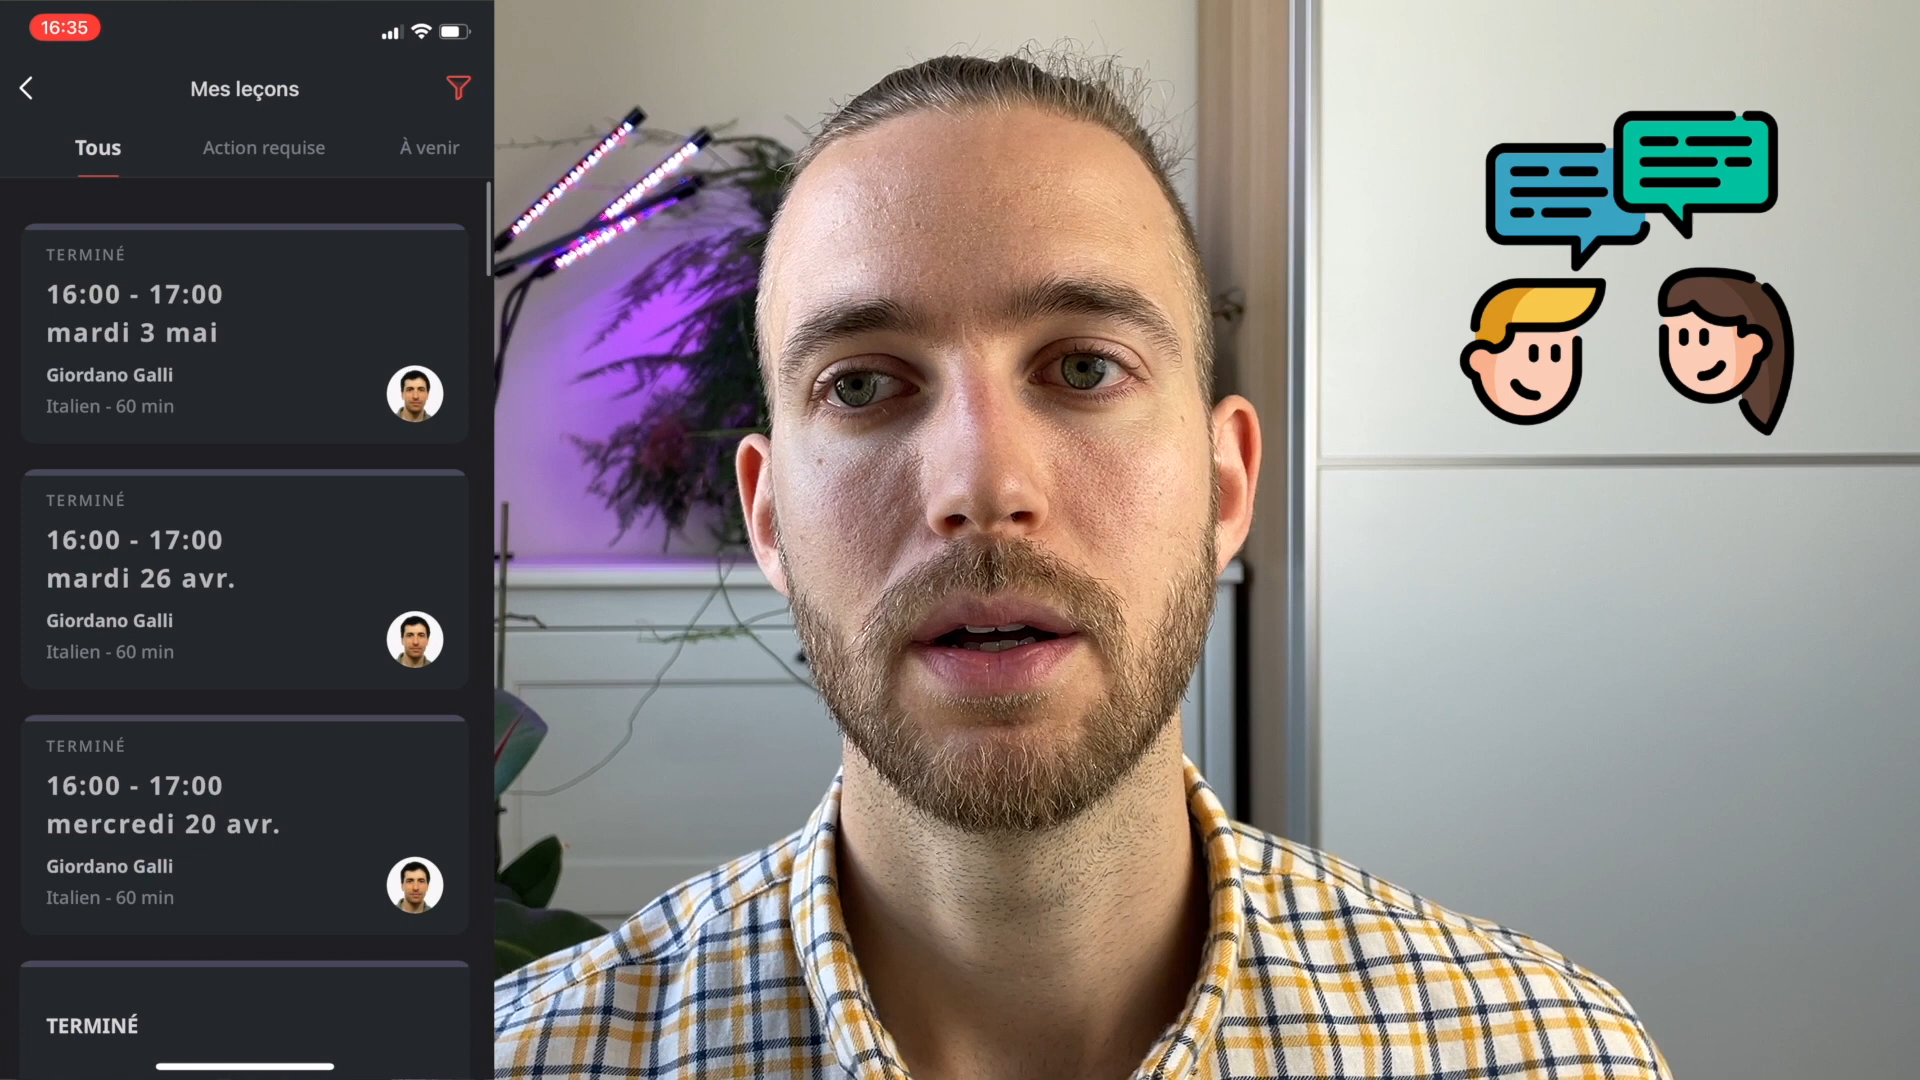 16:35
Mes leçons
Tous
Action requise
À venir
TERMINÉ
16:00 - 17:00
mardi 3 mai
Giordano Galli
Italien - 60 min
TERMINÉ
16:00 - 17:00
mardi 26 avr.
Giordano Galli
Italien - 60 min
TERMINÉ
16:00 - 17:00
mercredi 20 avr.
Giordano Galli
Italien - 60 min
TERMINÉ